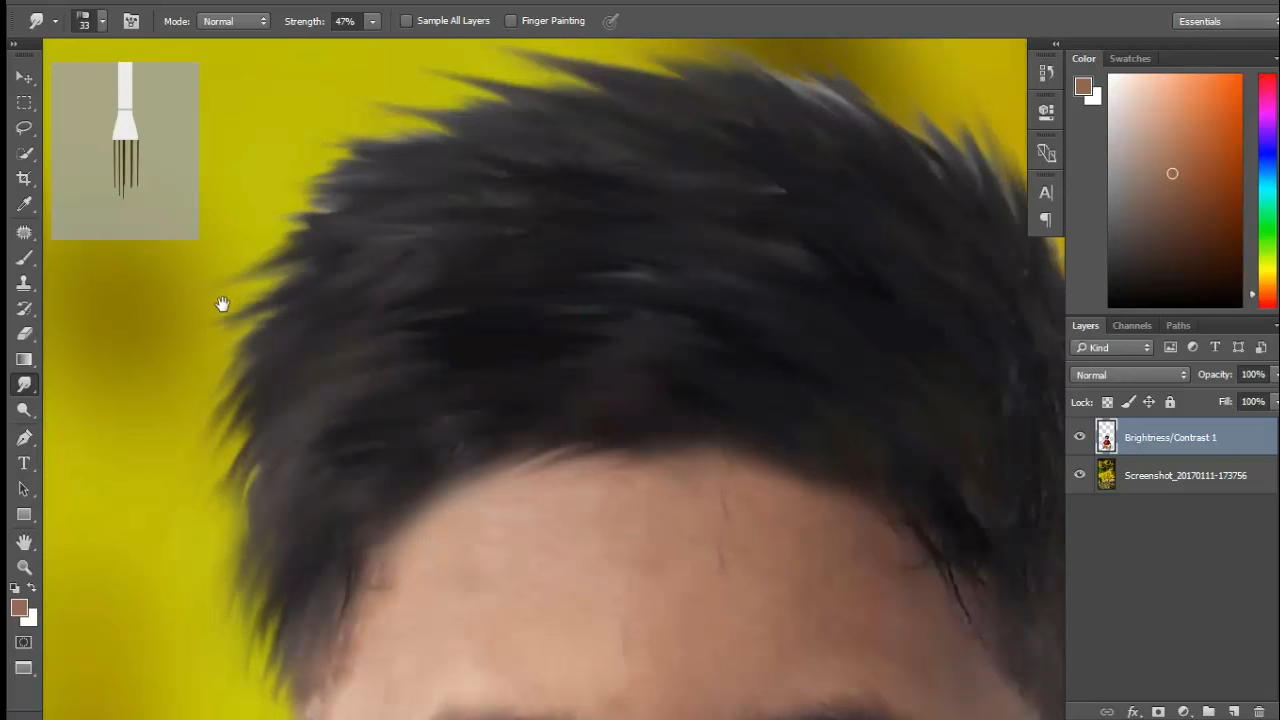 33
Mode: Normal
Strength: 47%
Sample All Layers
Finger Painting
Essentials
Color
Swatches
Layers
Channels
Paths
Kind
Normal
Opacity: 100%
Lock:
Fill: 100%
Brightness/Contrast 1
Screenshot_20170111-173756